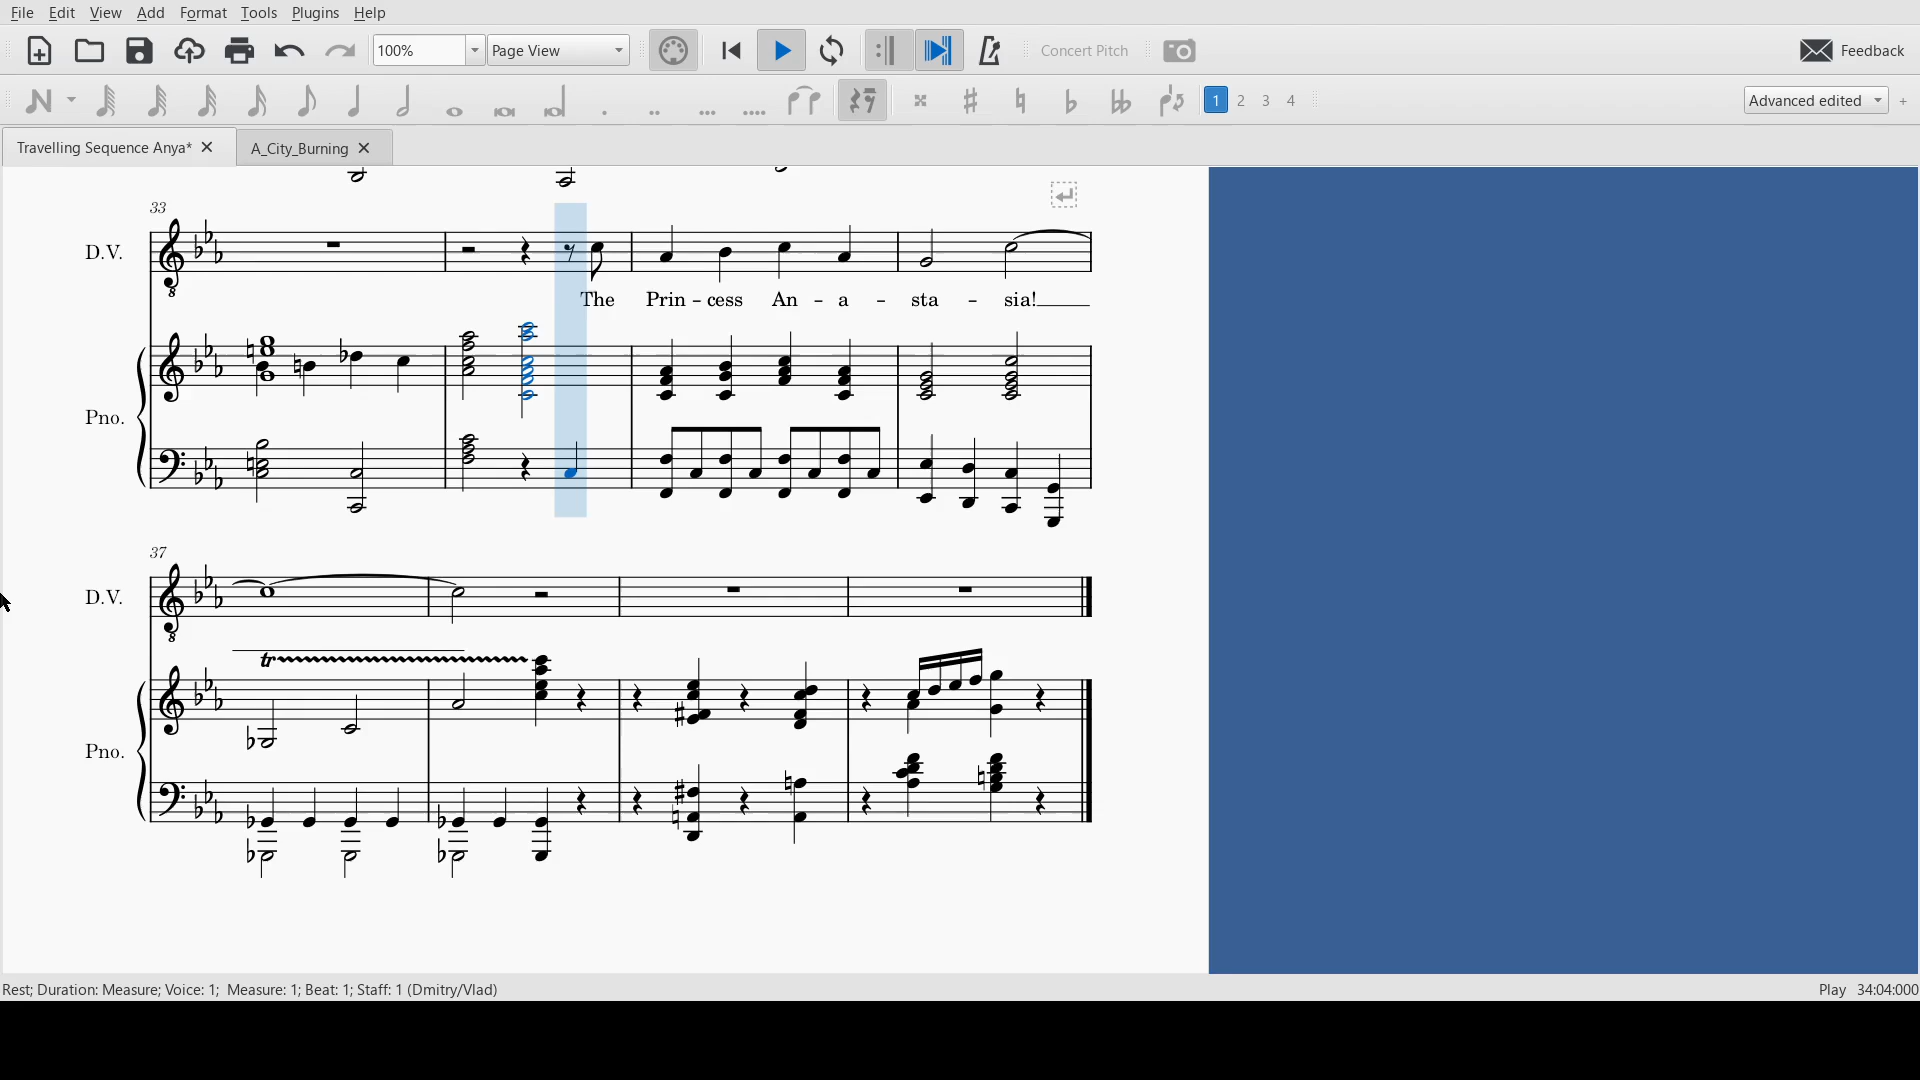 File Edit View Add Format Tools Plugins Help
100% Page View Concert Pitch Feedback
1 2 3 4 Advanced edited +
Travelling Sequence Anya* A_City_Burning
33
D.V.
The Prin - cess An - a - sta - sia!
Pno.
37
D.V.
tr
Pno.
Rest; Duration: Measure; Voice: 1; Measure: 1; Beat: 1; Staff: 1 (Dmitry/Vlad) Play 34:04:000